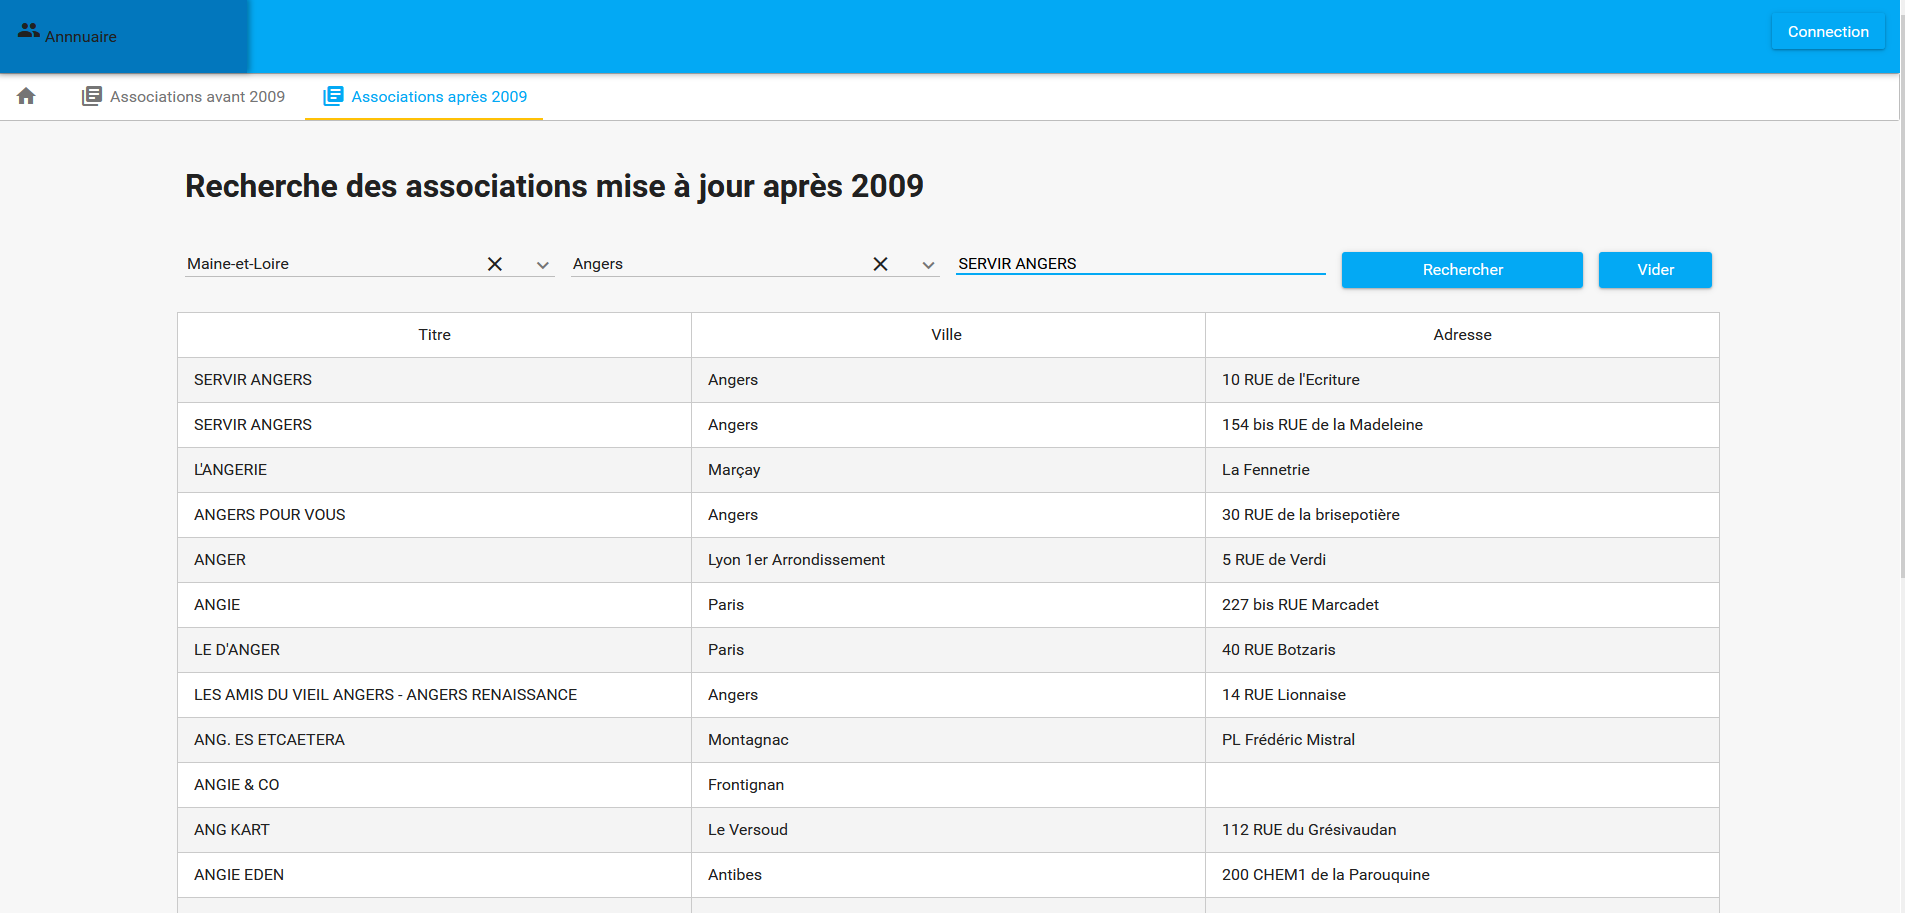 Annnuaire
Connection
Associations avant 2009 Associations après 2009
Recherche des associations mise à jour après 2009
Maine-et-Loire Angers SERVIR ANGERS Rechercher Vider
Titre Ville Adresse
SERVIR ANGERS Angers 10 RUE de l'Ecriture
SERVIR ANGERS Angers 154 bis RUE de la Madeleine
L'ANGERIE Marçay La Fennetrie
ANGERS POUR VOUS Angers 30 RUE de la brisepotière
ANGER Lyon 1er Arrondissement 5 RUE de Verdi
ANGIE Paris 227 bis RUE Marcadet
LE D'ANGER Paris 40 RUE Botzaris
LES AMIS DU VIEIL ANGERS - ANGERS RENAISSANCE Angers 14 RUE Lionnaise
ANG. ES ETCAETERA Montagnac PL Frédéric Mistral
ANGIE & CO Frontignan
ANG KART Le Versoud 112 RUE du Grésivaudan
ANGIE EDEN Antibes 200 CHEM1 de la Parouquine